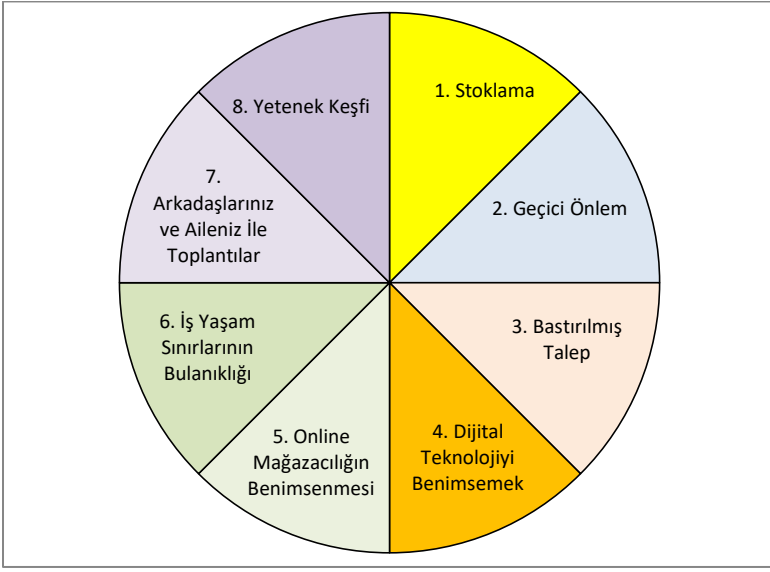 1. Stoklama
2. Geçici Önlem
3. Bastırılmış
Talep
4. Dijital
Teknolojiyi
Benimsemek
5. Online
Mağazacılığın
Benimsenmesi
6. İş Yaşam
Sınırlarının
Bulanıklığı
7.
Arkadaşlarınız
ve Aileniz İle
Toplantılar
8. Yetenek Keşfi